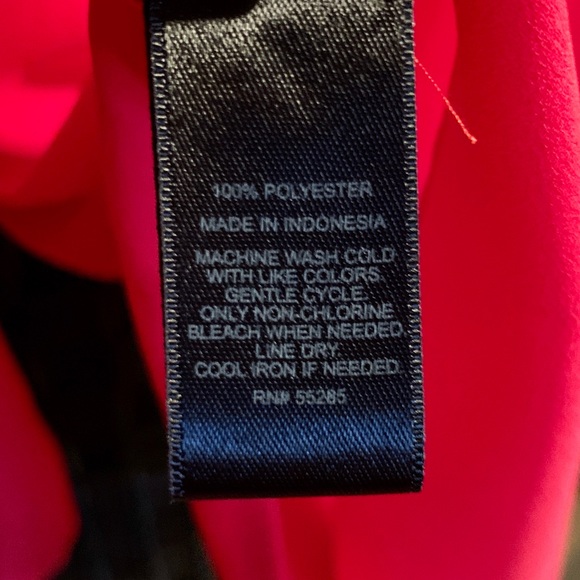 100% POLYESTER
MADE IN INDONESIA
MACHINE WASH COLD
WITH LIKE COLORS.
GENTLE CYCLE.
ONLY NON-CHLORINE
BLEACH WHEN NEEDED.
LINE DRY.
COOL IRON IF NEEDED.
RN# 55285